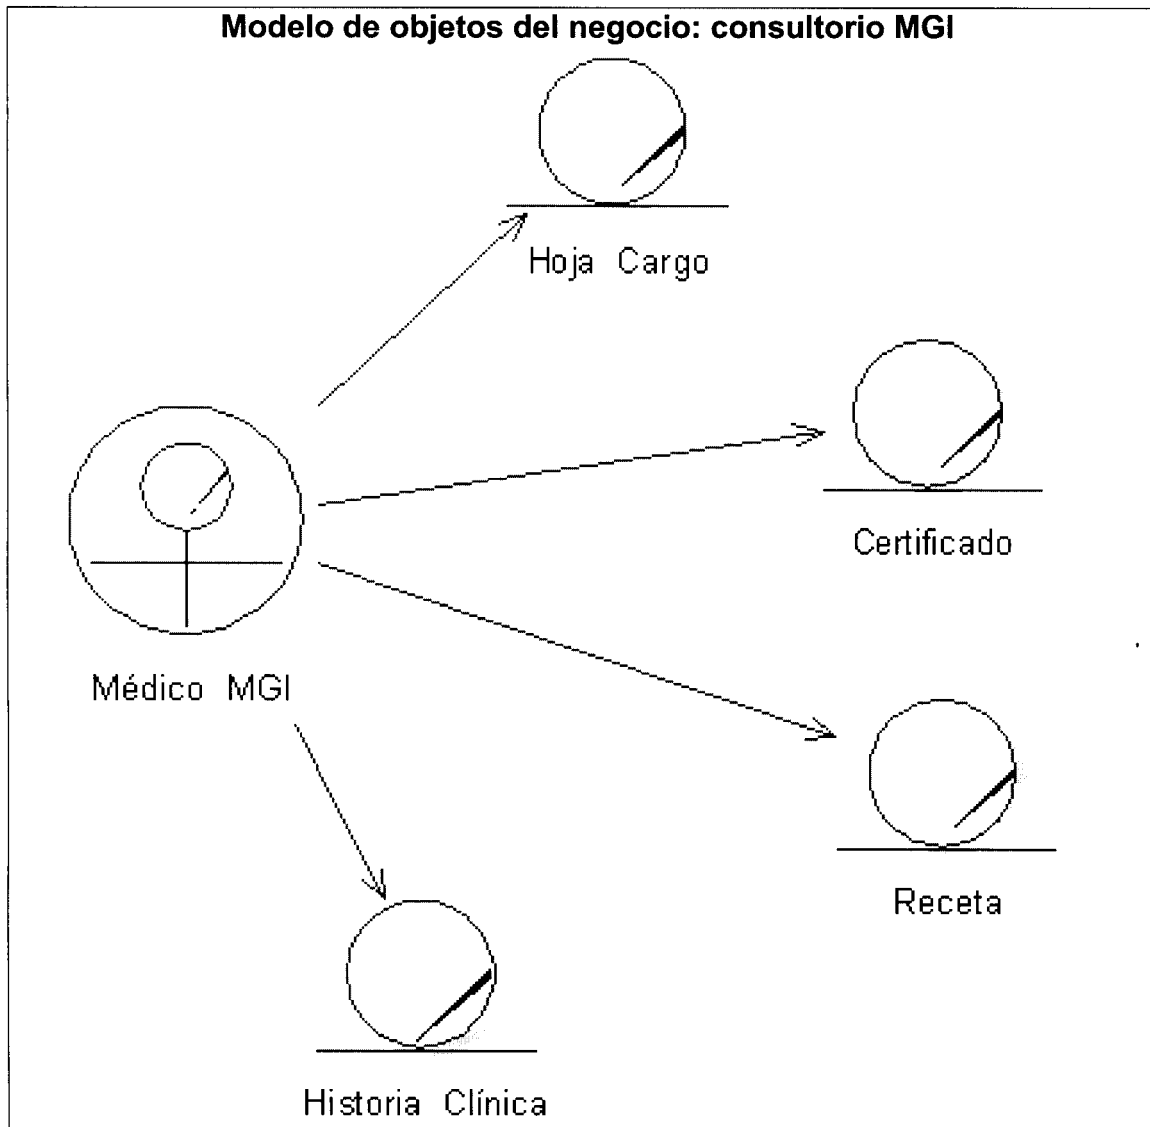 Modelo de objetos del negocio: consultorio MGI
Hoja Cargo
Certificado
Médico MGI
Receta
Historia Clínica